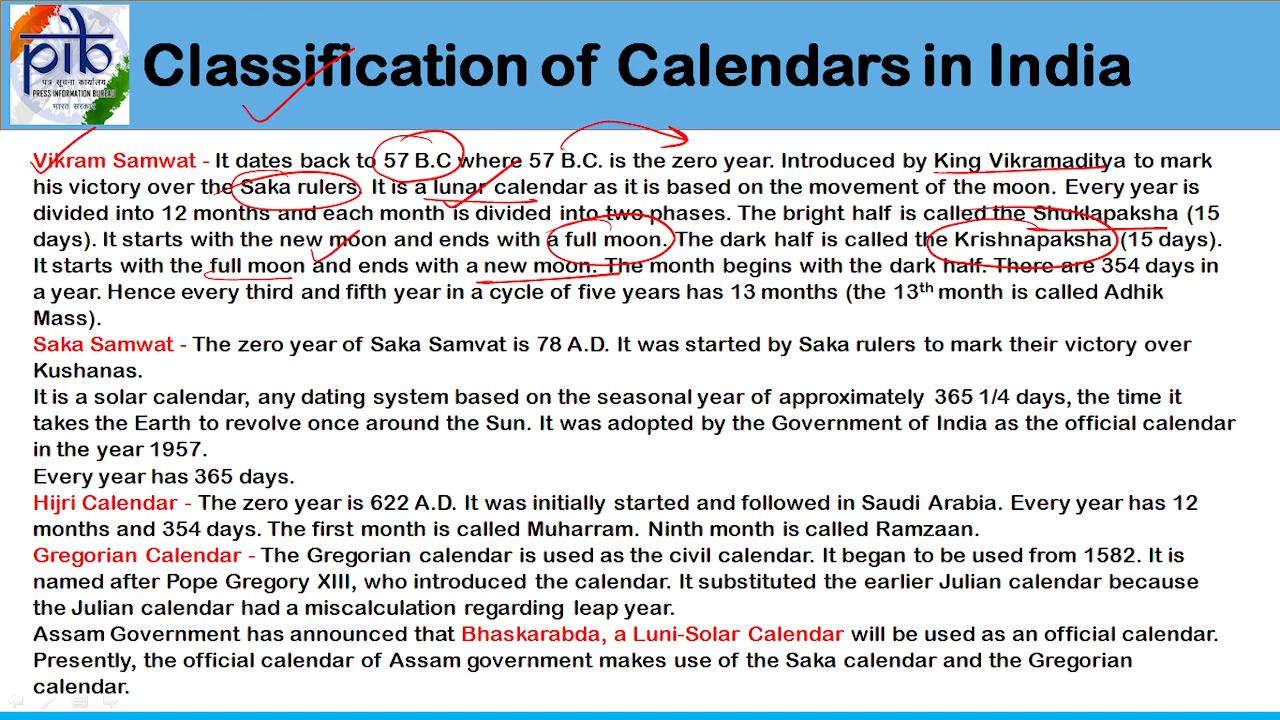 pib
पत्र सूचना कार्यालय
PRESS INFORMATION BUREAU
भारत सरकार
Classification of Calendars in India
Vikram Samwat - It dates back to 57 B.C where 57 B.C. is the zero year. Introduced by King Vikramaditya to mark
his victory over the Saka rulers. It is a lunar calendar as it is based on the movement of the moon. Every year is
divided into 12 months and each month is divided into two phases. The bright half is called the Shuklapaksha (15
days). It starts with the new moon and ends with a full moon. The dark half is called the Krishnapaksha (15 days).
It starts with the full moon and ends with a new moon. The month begins with the dark half. There are 354 days in
a year. Hence every third and fifth year in a cycle of five years has 13 months (the 13th month is called Adhik
Mass).
Saka Samwat - The zero year of Saka Samvat is 78 A.D. It was started by Saka rulers to mark their victory over
Kushanas.
It is a solar calendar, any dating system based on the seasonal year of approximately 365 1/4 days, the time it
takes the Earth to revolve once around the Sun. It was adopted by the Government of India as the official calendar
in the year 1957.
Every year has 365 days.
Hijri Calendar - The zero year is 622 A.D. It was initially started and followed in Saudi Arabia. Every year has 12
months and 354 days. The first month is called Muharram. Ninth month is called Ramzaan.
Gregorian Calendar - The Gregorian calendar is used as the civil calendar. It began to be used from 1582. It is
named after Pope Gregory XIII, who introduced the calendar. It substituted the earlier Julian calendar because
the Julian calendar had a miscalculation regarding leap year.
Assam Government has announced that Bhaskarabda, a Luni-Solar Calendar will be used as an official calendar.
Presently, the official calendar of Assam government makes use of the Saka calendar and the Gregorian
calendar.